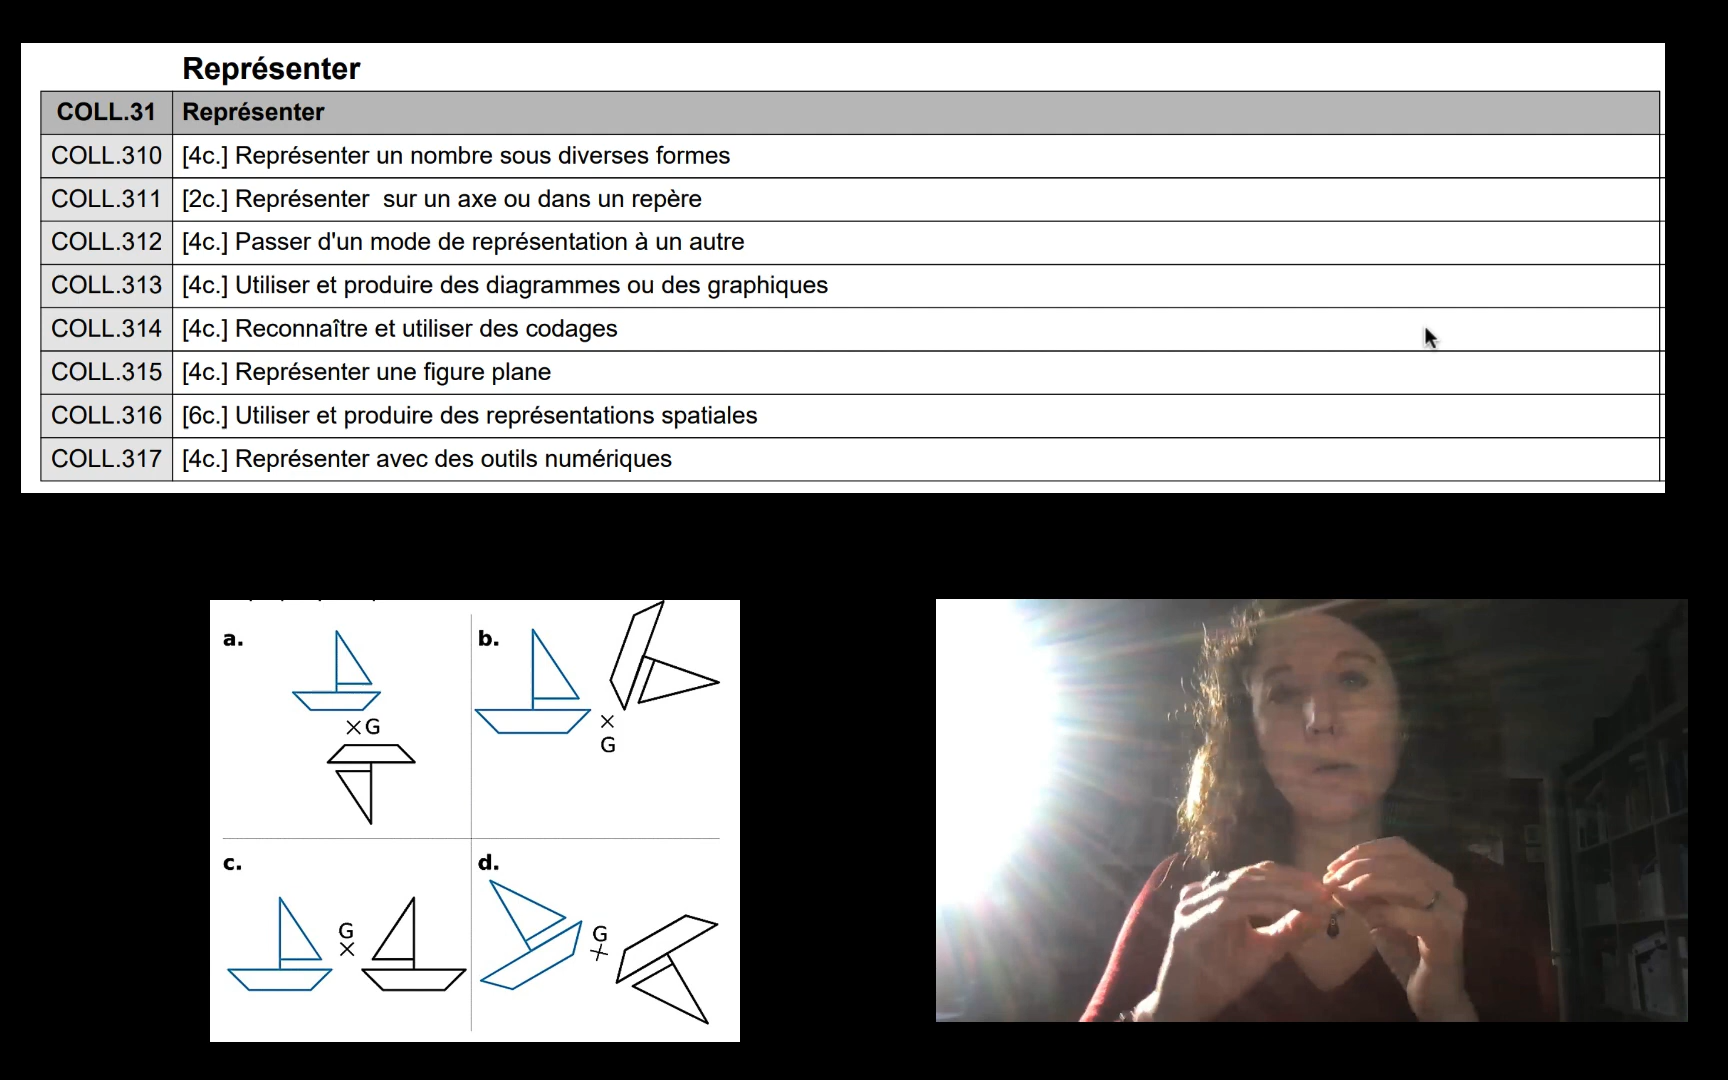 Représenter
COLL.31 Représenter
COLL.310 [4c.] Représenter un nombre sous diverses formes
COLL.311 [2c.] Représenter  sur un axe ou dans un repère
COLL.312 [4c.] Passer d'un mode de représentation à un autre
COLL.313 [4c.] Utiliser et produire des diagrammes ou des graphiques
COLL.314 [4c.] Reconnaître et utiliser des codages
COLL.315 [4c.] Représenter une figure plane
COLL.316 [6c.] Utiliser et produire des représentations spatiales
COLL.317 [4c.] Représenter avec des outils numériques
a.
G
b.
G
c.
G
d.
G